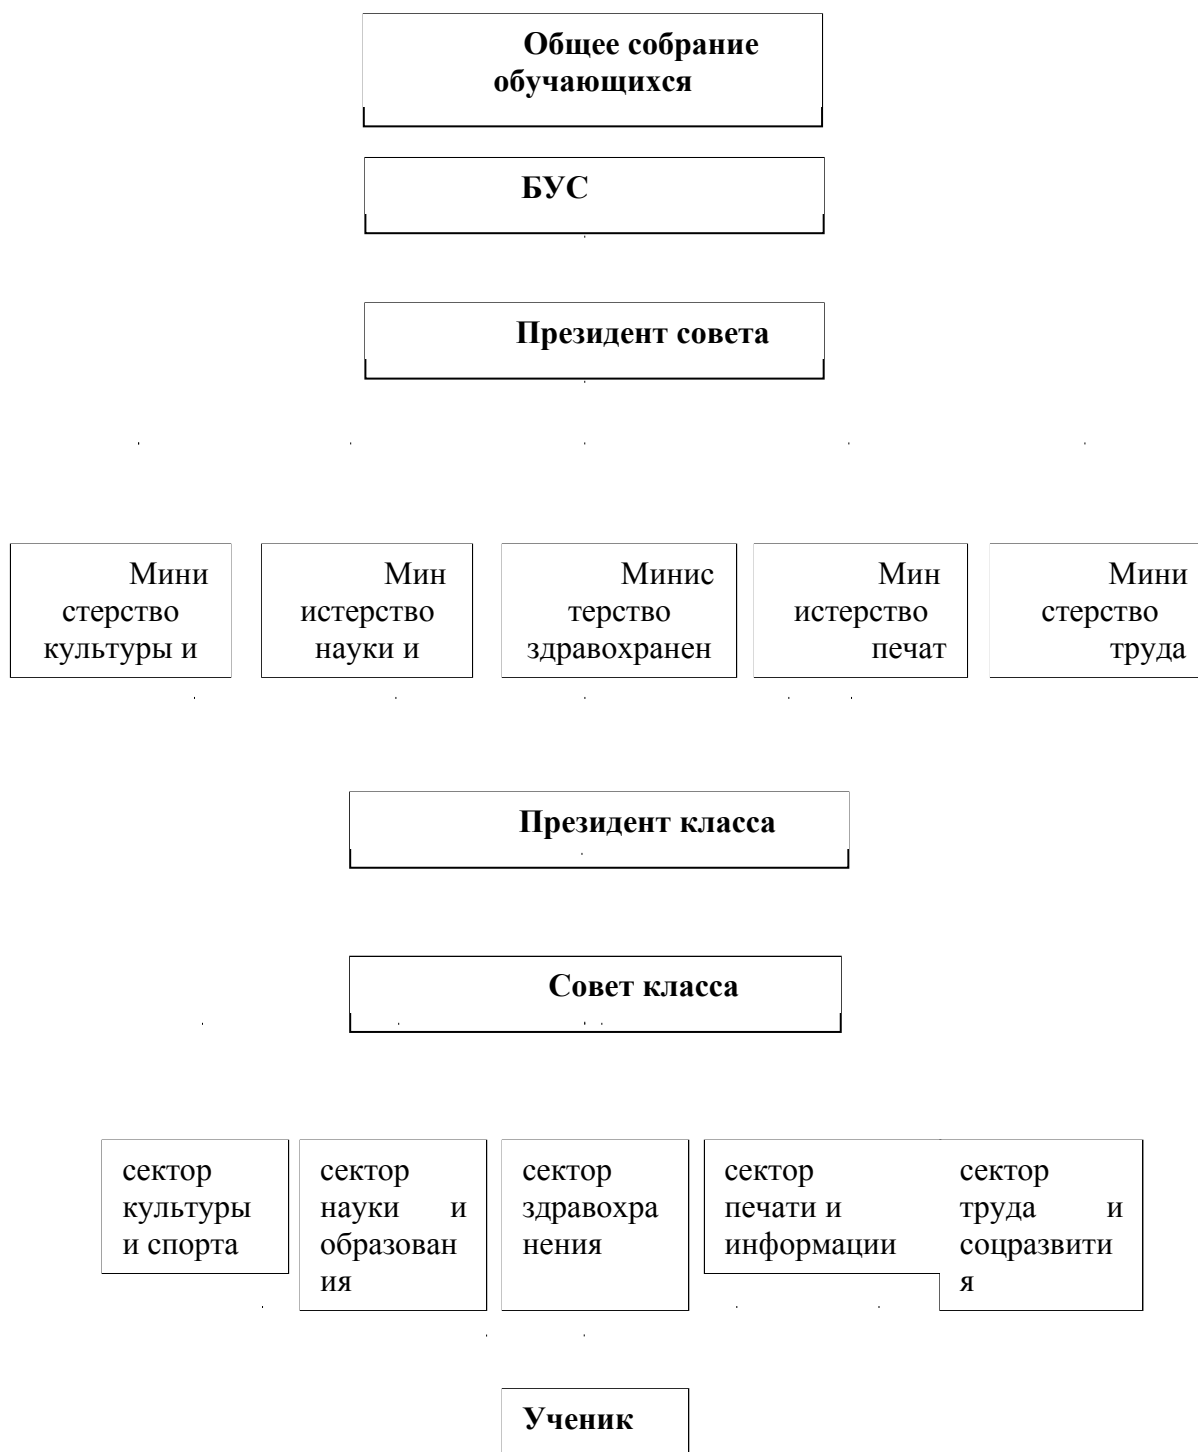 Общее собрание
обучающихся
БУС
Президент совета
Мини
стерство
культуры и
Мин
истерство
науки и
Минис
терство
здравохранен
Мин
истерство
печат
Мини
стерство
труда
Президент класса
Совет класса
сектор
культуры
и спорта
сектор
науки и
образован
ия
сектор
здравохра
нения
сектор
печати и
информации
сектор
труда и
соцразвити
я
Ученик